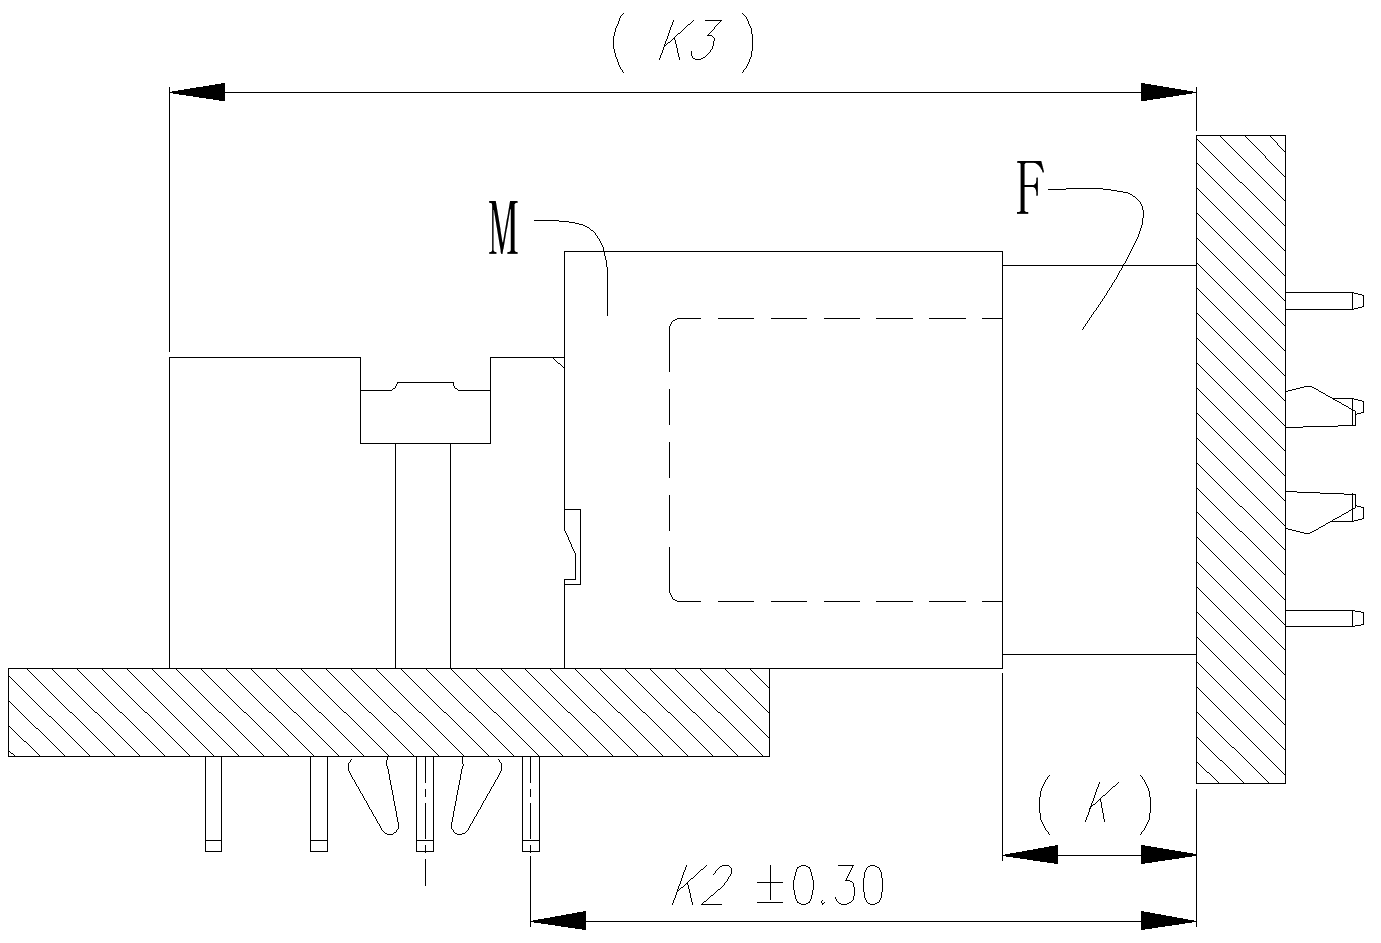 ( K3 )
F
M
( K )
K2 ±0.30